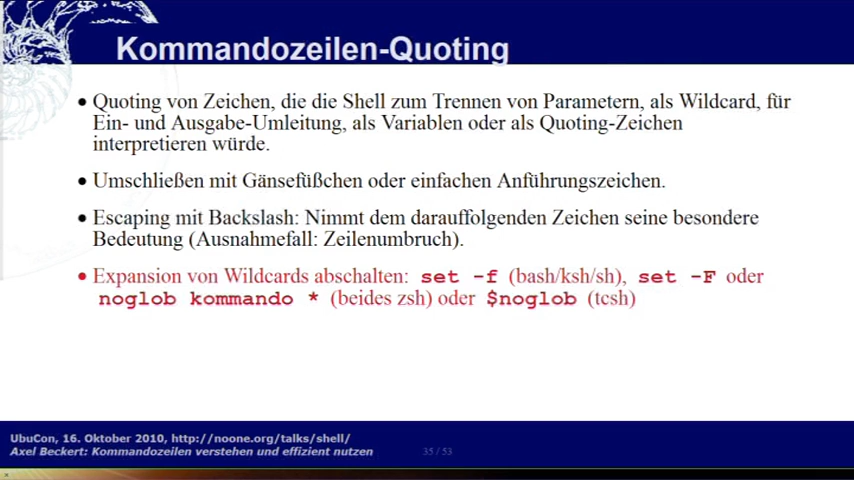 Kommandozeilen-Quoting
• Quoting von Zeichen, die die Shell zum Trennen von Parametern, als Wildcard, für
Ein- und Ausgabe-Umleitung, als Variablen oder als Quoting-Zeichen
interpretieren würde.
• Umschließen mit Gänsefüßchen oder einfachen Anführungszeichen.
• Escaping mit Backslash: Nimmt dem darauffolgenden Zeichen seine besondere
Bedeutung (Ausnahmefall: Zeilenumbruch).
• Expansion von Wildcards abschalten: set -f (bash/ksh/sh), set -F oder
noglob kommando * (beides zsh) oder $noglob (tcsh)
UbuCon, 16. Oktober 2010, http://noone.org/talks/shell/
Axel Beckert: Kommandozeilen verstehen und effizient nutzen
35 / 53